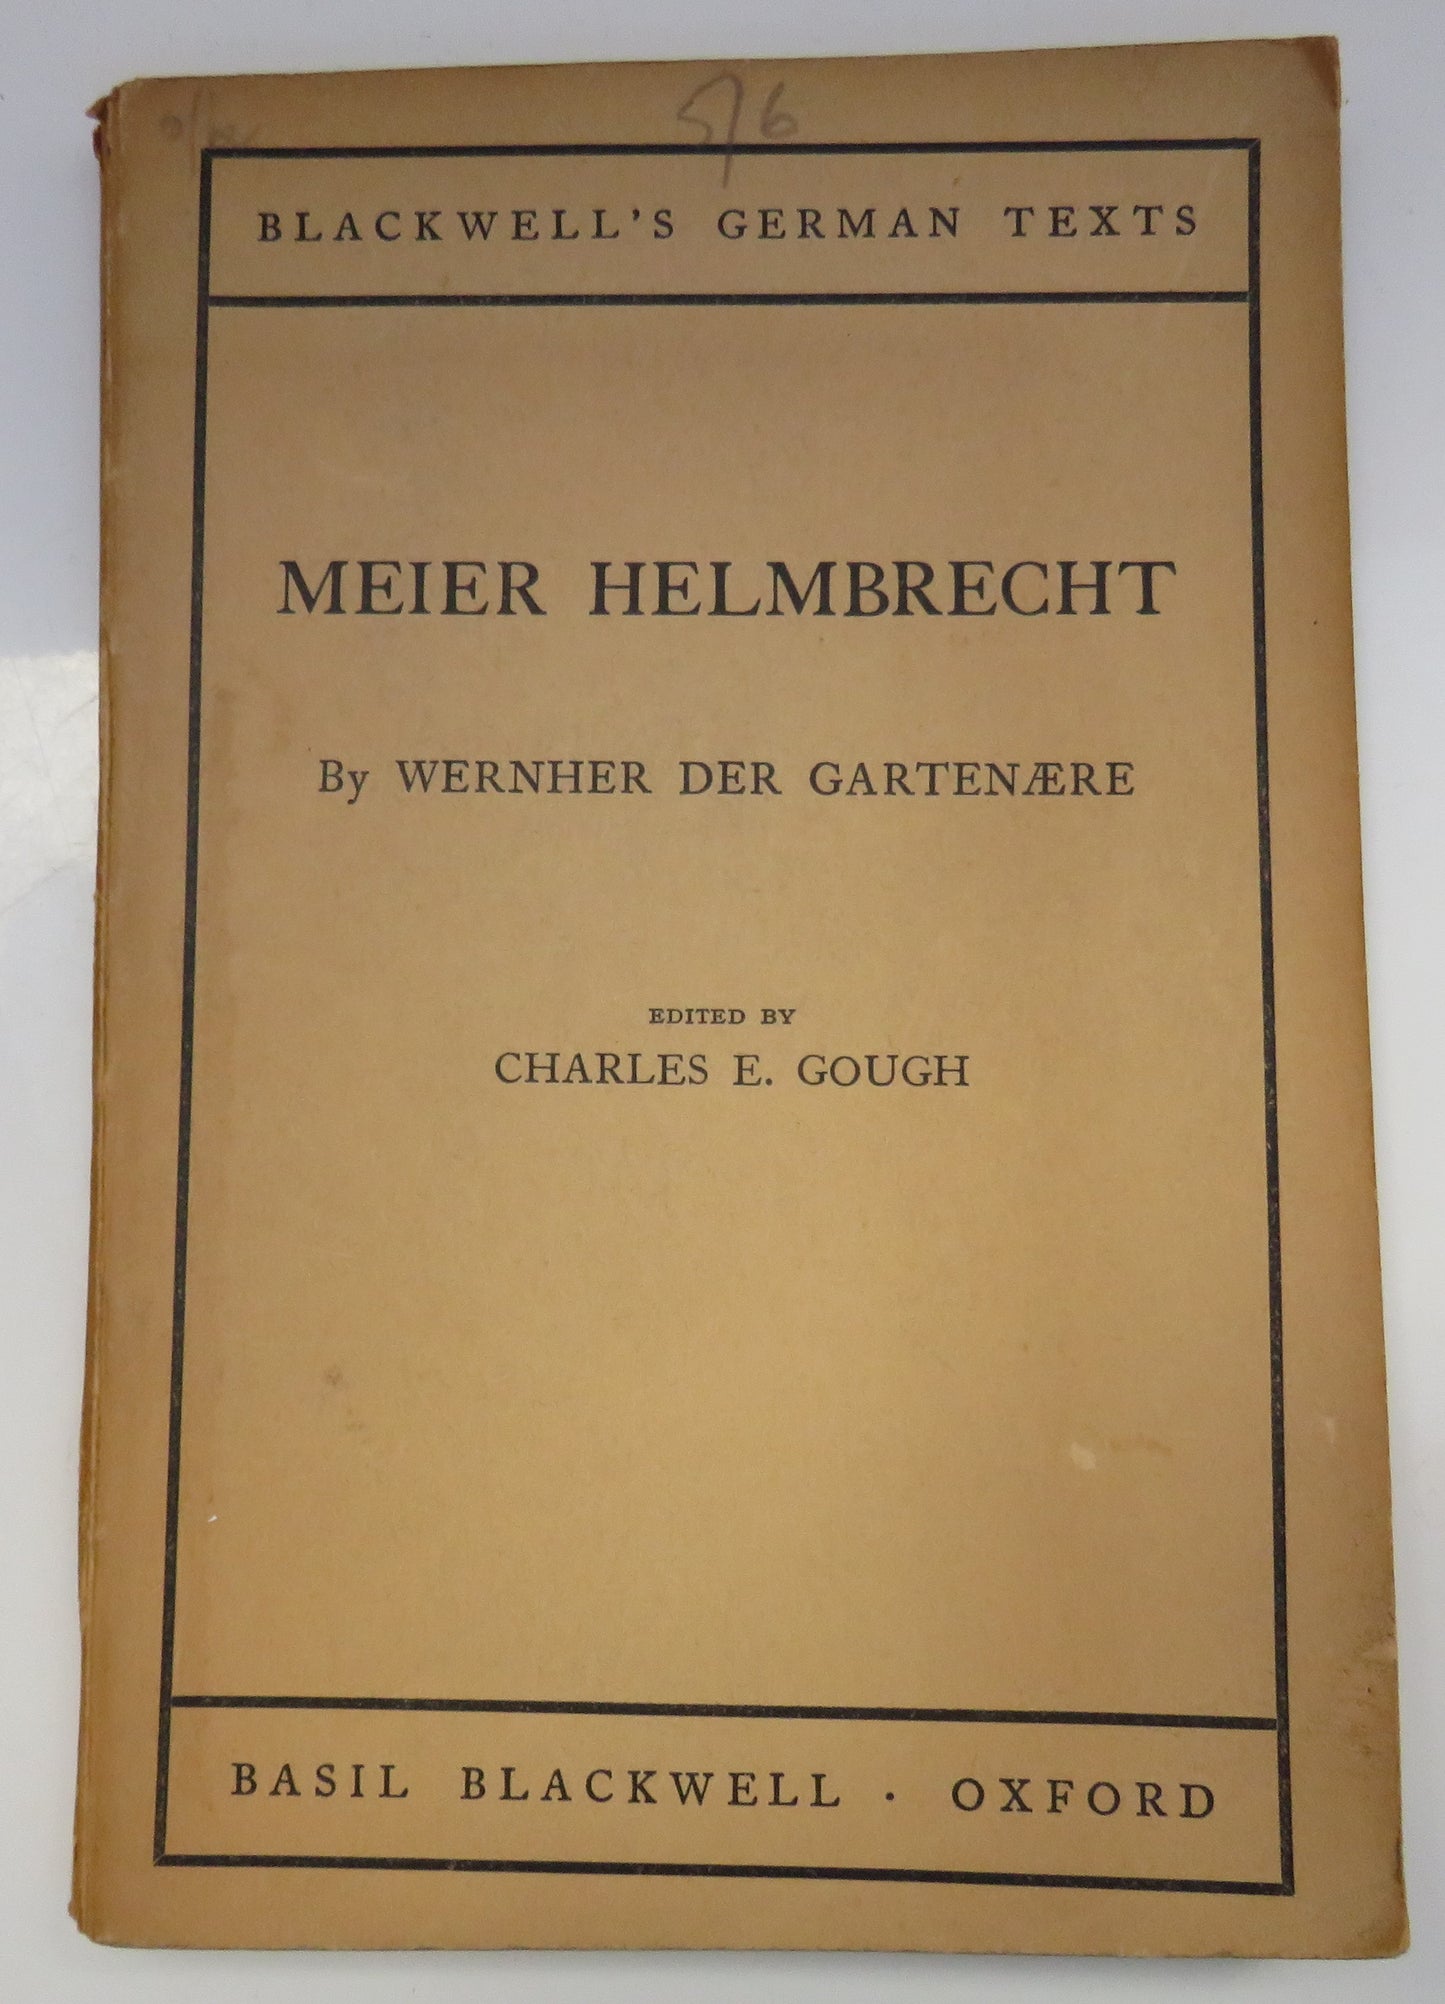 5/6
BLACKWELL'S GERMAN TEXTS
MEIER HELMBRECHT
By WERNHER DER GARTENÆRE
EDITED BY
CHARLES E. GOUGH
BASIL BLACKWELL · OXFORD